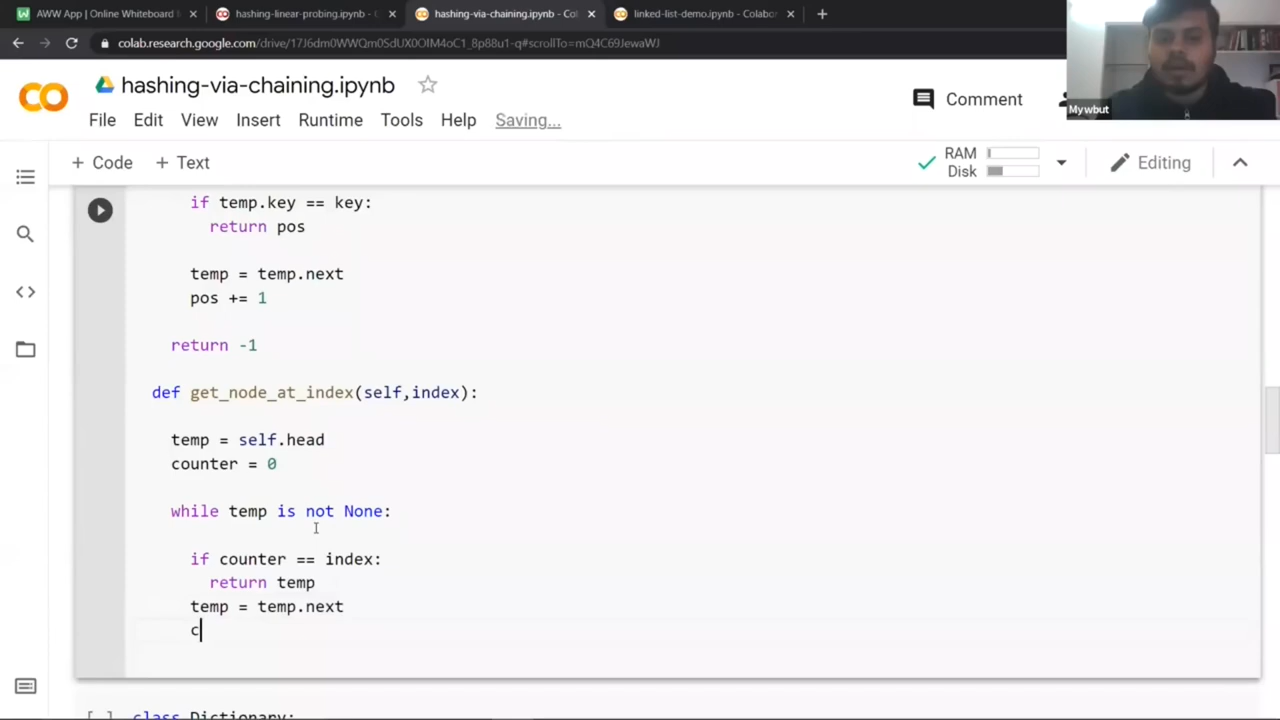 AWW App | Online Whiteboard
hashing-linear-probing.ipynb - C
hashing-via-chaining.ipynb - Col
linked-list-demo.ipynb - Colabor
colab.research.google.com/drive/17J6dm0WWQm0SdUX0OIM4oC1_8p88u1-q#scrollTo=mQ4C69JewaWJ
Mywbut
hashing-via-chaining.ipynb
Comment
File Edit View Insert Runtime Tools Help Saving...
+ Code + Text
RAM
Disk
Editing
if temp.key == key:
return pos
temp = temp.next
pos += 1
return -1
def get_node_at_index(self,index):
temp = self.head
counter = 0
while temp is not None:
if counter == index:
return temp
temp = temp.next
c
[ ] class Dictionary: